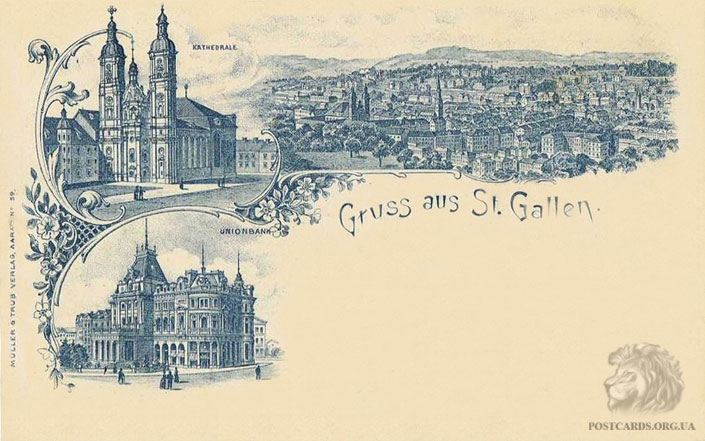 KATHEDRALE.
Gruss aus St. Gallen.
UNIONBANK
MÜLLER & TRÜB VERLAG, AARAU Nº 59.
POSTCARDS.ORG.UA